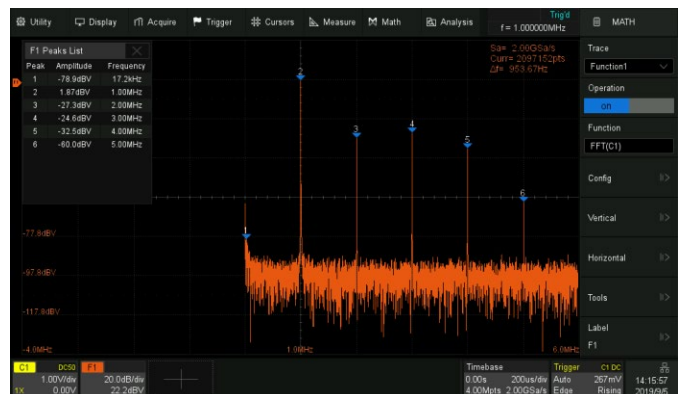 Utility Display Acquire Trigger Cursors Measure Math Analysis
Trig'd
f = 1.000000MHz
MATH
F1 Peaks List
Peak Amplitude Frequency
1 -78.9dBV 17.2kHz
2 1.87dBV 1.00MHz
3 -27.3dBV 2.00MHz
4 -24.6dBV 3.00MHz
5 -32.5dBV 4.00MHz
6 -60.0dBV 5.00MHz
Sa= 2.00GSa/s
Curr= 2097152pts
Δf= 953.67Hz
2
3
4
5
6
1
-77.8dBV
-97.8dBV
-117.8dBV
-4.0MHz 1.0MHz 6.0MHz
Trace
Function1
Operation
on
Function
FFT(C1)
Config
Vertical
Horizontal
Tools
Label
F1
C1 DC50
1.00V/div
1X 0.00V
F1
20.0dB/div
22.2dBV
Timebase
0.00s 200us/div
4.00Mpts 2.00GSa/s
Trigger C1 DC
Auto 267mV
Edge Rising
14:15:57
2019/9/5